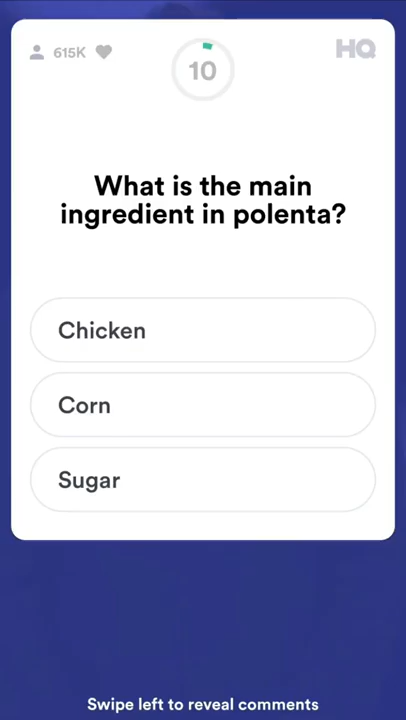 615K
10
HQ
What is the main
ingredient in polenta?
Chicken
Corn
Sugar
Swipe left to reveal comments